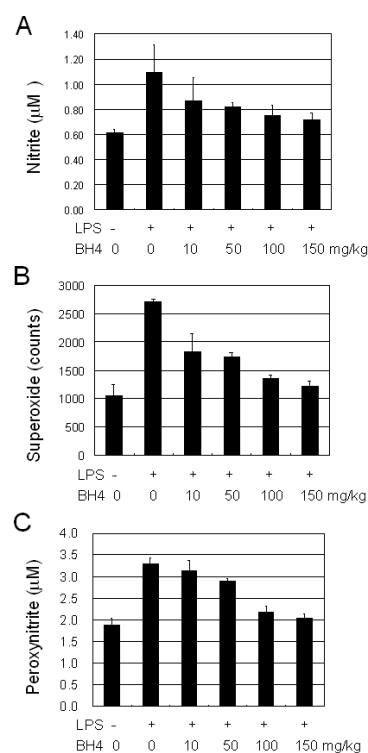 A
Nitrite (μM)
1.40
1.20
1.00
0.80
0.60
0.40
0.20
0.00
LPS - + + + + +
BH4 0 0 10 50 100 150 mg/kg
B
Superoxide (counts)
3000
2500
2000
1500
1000
500
0
LPS - + + + + +
BH4 0 0 10 50 100 150 mg/kg
C
Peroxynitrite (μM)
4.0
3.5
3.0
2.5
2.0
1.5
1.0
0.5
0.0
LPS - + + + + +
BH4 0 0 10 50 100 150 mg/kg